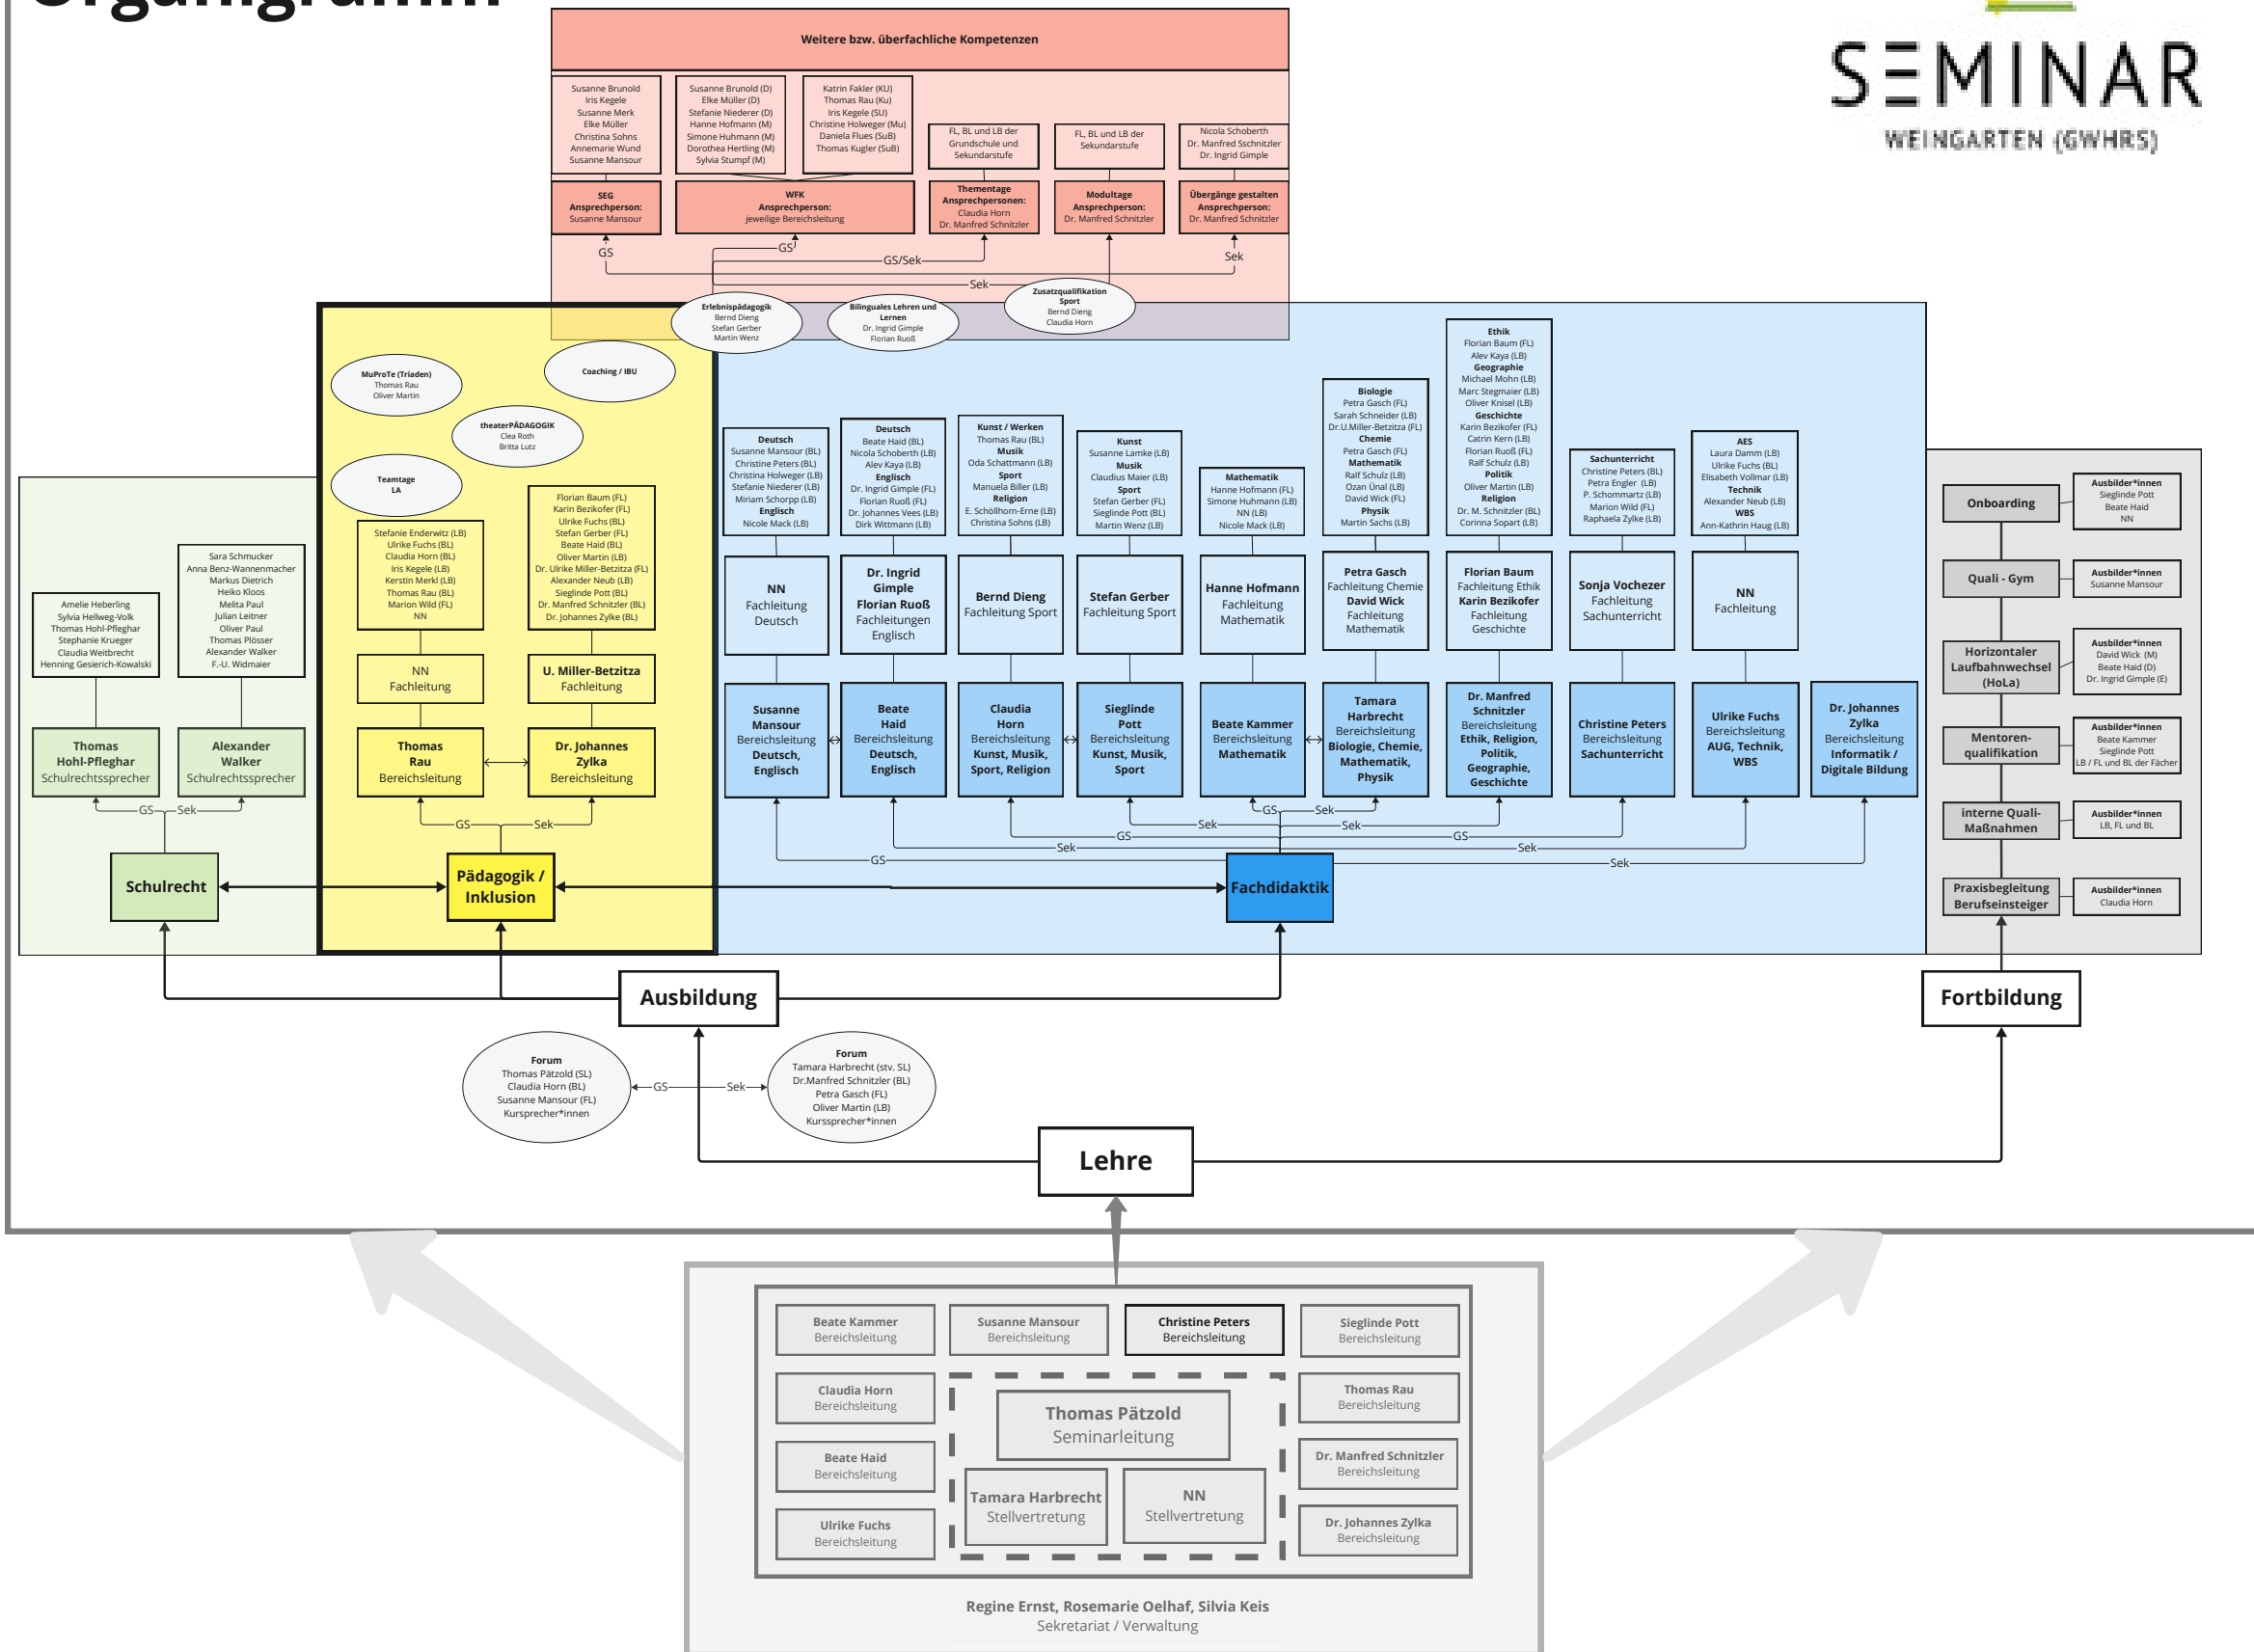 Organigramm
SEMINAR
WEINGARTEN (GWHRS)
Weitere bzw. überfachliche Kompetenzen
Susanne Brunold
Iris Kegele
Susanne Merk
Elke Müller
Christina Sohns
Annemarie Wund
Susanne Mansour
Susanne Brunold (D)
Elke Müller (D)
Stefanie Niederer (D)
Hanne Hofmann (M)
Simone Huhmann (M)
Dorothea Hertling (M)
Sylvia Stumpf (M)
Katrin Fakler (KU)
Thomas Rau (Ku)
Iris Kegele (SU)
Christine Holweger (Mu)
Daniela Flues (SuB)
Thomas Kugler (SuB)
FL, BL und LB der
Grundschule und
Sekundarstufe
FL, BL und LB der
Sekundarstufe
Nicola Schoberth
Dr. Manfred Sschnitzler
Dr. Ingrid Gimple
SEG
Ansprechperson:
Susanne Mansour
WFK
Ansprechperson:
jeweilige Bereichsleitung
Thementage
Ansprechpersonen:
Claudia Horn
Dr. Manfred Schnitzler
Modultage
Ansprechperson:
Dr. Manfred Schnitzler
Übergänge gestalten
Ansprechperson:
Dr. Manfred Schnitzler
GS
GS
GS/Sek
Sek
Sek
Erlebnispädagogik
Bernd Dieng
Stefan Gerber
Martin Wenz
Bilinguales Lehren und
Lernen
Dr. Ingrid Gimple
Florian Ruoß
Zusatzqualifikation
Sport
Bernd Dieng
Claudia Horn
MuProTe (Triaden)
Thomas Rau
Oliver Martin
Coaching / IBU
theaterPÄDAGOGIK
Clea Roth
Britta Lutz
Teamtage
LA
Amelie Heberling
Sylvia Hellweg-Volk
Thomas Hohl-Pfleghar
Stephanie Krueger
Claudia Weitbrecht
Henning Gesierich-Kowalski
Sara Schmucker
Anna Benz-Wannenmacher
Markus Dietrich
Heiko Kloos
Melita Paul
Julian Leitner
Oliver Paul
Thomas Plösser
Alexander Walker
F.-U. Widmaier
Stefanie Enderwitz (LB)
Ulrike Fuchs (BL)
Claudia Horn (BL)
Iris Kegele (LB)
Kerstin Merkl (LB)
Thomas Rau (BL)
Marion Wild (FL)
NN
Florian Baum (FL)
Karin Bezikofer (FL)
Ulrike Fuchs (BL)
Stefan Gerber (FL)
Beate Haid (BL)
Oliver Martin (LB)
Dr. Ulrike Miller-Betzitza (FL)
Alexander Neub (LB)
Sieglinde Pott (BL)
Dr. Manfred Schnitzler (BL)
Dr. Johannes Zylke (BL)
NN
Fachleitung
U. Miller-Betzitza
Fachleitung
Thomas
Hohl-Pfleghar
Schulrechtssprecher
Alexander
Walker
Schulrechtssprecher
Thomas
Rau
Bereichsleitung
Dr. Johannes
Zylka
Bereichsleitung
GS
Sek
GS
Sek
Schulrecht
Pädagogik /
Inklusion
Deutsch
Susanne Mansour (BL)
Christine Peters (BL)
Christina Holweger (LB)
Stefanie Niederer (LB)
Miriam Schorpp (LB)
Englisch
Nicole Mack (LB)
Deutsch
Beate Haid (BL)
Nicola Schoberth (LB)
Alev Kaya (LB)
Englisch
Dr. Ingrid Gimple (FL)
Florian Ruoß (FL)
Dr. Johannes Vees (LB)
Dirk Wittmann (LB)
Kunst / Werken
Thomas Rau (BL)
Musik
Oda Schattmann (LB)
Sport
Manuela Biller (LB)
Religion
E. Schöllhorn-Erne (LB)
Christina Sohns (LB)
Kunst
Susanne Lamke (LB)
Musik
Claudius Maier (LB)
Sport
Stefan Gerber (FL)
Sieglinde Pott (BL)
Martin Wenz (LB)
Mathematik
Hanne Hofmann (FL)
Simone Huhmann (LB)
NN (LB)
Nicole Mack (LB)
Biologie
Petra Gasch (FL)
Sarah Schneider (LB)
Dr.U.Miller-Betzitza (FL)
Chemie
Petra Gasch (FL)
Mathematik
Ralf Schulz (LB)
Ozan Ünal (LB)
David Wick (FL)
Physik
Martin Sachs (LB)
Ethik
Florian Baum (FL)
Alev Kaya (LB)
Geographie
Michael Mohn (LB)
Marc Stegmaier (LB)
Oliver Knisel (LB)
Geschichte
Karin Bezikofer (FL)
Catrin Kern (LB)
Florian Ruoß (FL)
Ralf Schulz (LB)
Politik
Oliver Martin (LB)
Religion
Dr. M. Schnitzler (BL)
Corinna Sopart (LB)
Sachunterricht
Christine Peters (BL)
Petra Engler (LB)
P. Schommartz (LB)
Marion Wild (FL)
Raphaela Zylke (LB)
AES
Laura Damm (LB)
Ulrike Fuchs (BL)
Elisabeth Vollmar (LB)
Technik
Alexander Neub (LB)
WBS
Ann-Kathrin Haug (LB)
NN
Fachleitung
Deutsch
Dr. Ingrid
Gimple
Florian Ruoß
Fachleitungen
Englisch
Bernd Dieng
Fachleitung Sport
Stefan Gerber
Fachleitung Sport
Hanne Hofmann
Fachleitung
Mathematik
Petra Gasch
Fachleitung Chemie
David Wick
Fachleitung
Mathematik
Florian Baum
Fachleitung Ethik
Karin Bezikofer
Fachleitung
Geschichte
Sonja Vochezer
Fachleitung
Sachunterricht
NN
Fachleitung
Susanne
Mansour
Bereichsleitung
Deutsch,
Englisch
Beate
Haid
Bereichsleitung
Deutsch,
Englisch
Claudia
Horn
Bereichsleitung
Kunst, Musik,
Sport, Religion
Sieglinde
Pott
Bereichsleitung
Kunst, Musik,
Sport
Beate Kammer
Bereichsleitung
Mathematik
Tamara
Harbrecht
Bereichsleitung
Biologie, Chemie,
Mathematik,
Physik
Dr. Manfred
Schnitzler
Bereichsleitung
Ethik, Religion,
Politik,
Geographie,
Geschichte
Christine Peters
Bereichsleitung
Sachunterricht
Ulrike Fuchs
Bereichsleitung
AUG, Technik,
WBS
Dr. Johannes
Zylka
Bereichsleitung
Informatik /
Digitale Bildung
GS
Sek
Sek
Sek
GS
GS
Sek
Sek
GS
Sek
Fachdidaktik
Onboarding
Ausbilder*innen
Sieglinde Pott
Beate Haid
NN
Quali - Gym
Ausbilder*innen
Susanne Mansour
Horizontaler
Laufbahnwechsel
(HoLa)
Ausbilder*innen
David Wick (M)
Beate Haid (D)
Dr. Ingrid Gimple (E)
Mentoren-
qualifikation
Ausbilder*innen
Beate Kammer
Sieglinde Pott
LB / FL und BL der Fächer
interne Quali-
Maßnahmen
Ausbilder*innen
LB, FL und BL
Praxisbegleitung
Berufseinsteiger
Ausbilder*innen
Claudia Horn
Ausbildung
Fortbildung
Forum
Thomas Pätzold (SL)
Claudia Horn (BL)
Susanne Mansour (FL)
Kursprecher*innen
GS
Sek
Forum
Tamara Harbrecht (stv. SL)
Dr.Manfred Schnitzler (BL)
Petra Gasch (FL)
Oliver Martin (LB)
Kurssprecher*innen
Lehre
Beate Kammer
Bereichsleitung
Susanne Mansour
Bereichsleitung
Christine Peters
Bereichsleitung
Sieglinde Pott
Bereichsleitung
Claudia Horn
Bereichsleitung
Thomas Pätzold
Seminarleitung
Thomas Rau
Bereichsleitung
Beate Haid
Bereichsleitung
Tamara Harbrecht
Stellvertretung
NN
Stellvertretung
Dr. Manfred Schnitzler
Bereichsleitung
Ulrike Fuchs
Bereichsleitung
Dr. Johannes Zylka
Bereichsleitung
Regine Ernst, Rosemarie Oelhaf, Silvia Keis
Sekretariat / Verwaltung